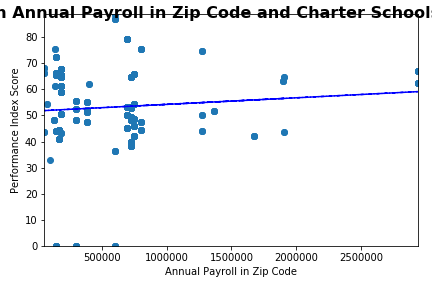 Annual Payroll in Zip Code and Charter Schools
Performance Index Score
80
70
60
50
40
30
20
10
0
500000 1000000 1500000 2000000 2500000
Annual Payroll in Zip Code